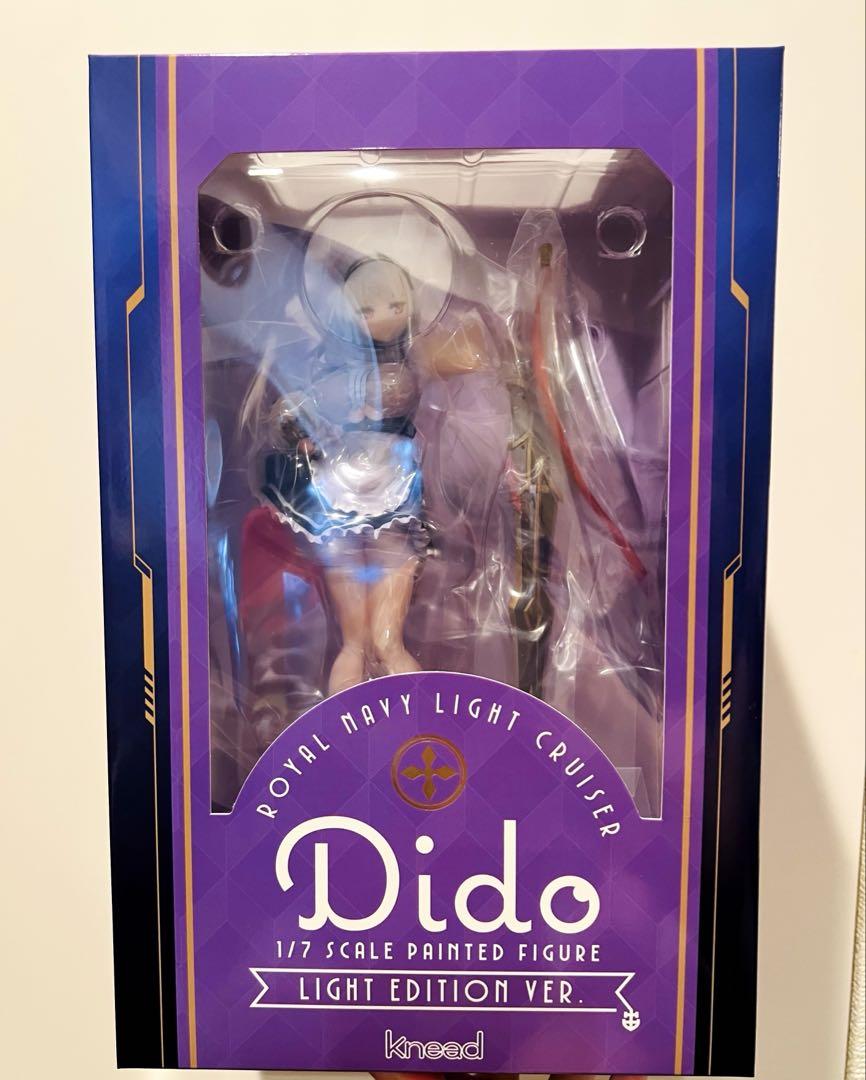 ROYAL NAVY LIGHT CRUISER
Dido
1/7 SCALE PAINTED FIGURE
LIGHT EDITION VER.
knead